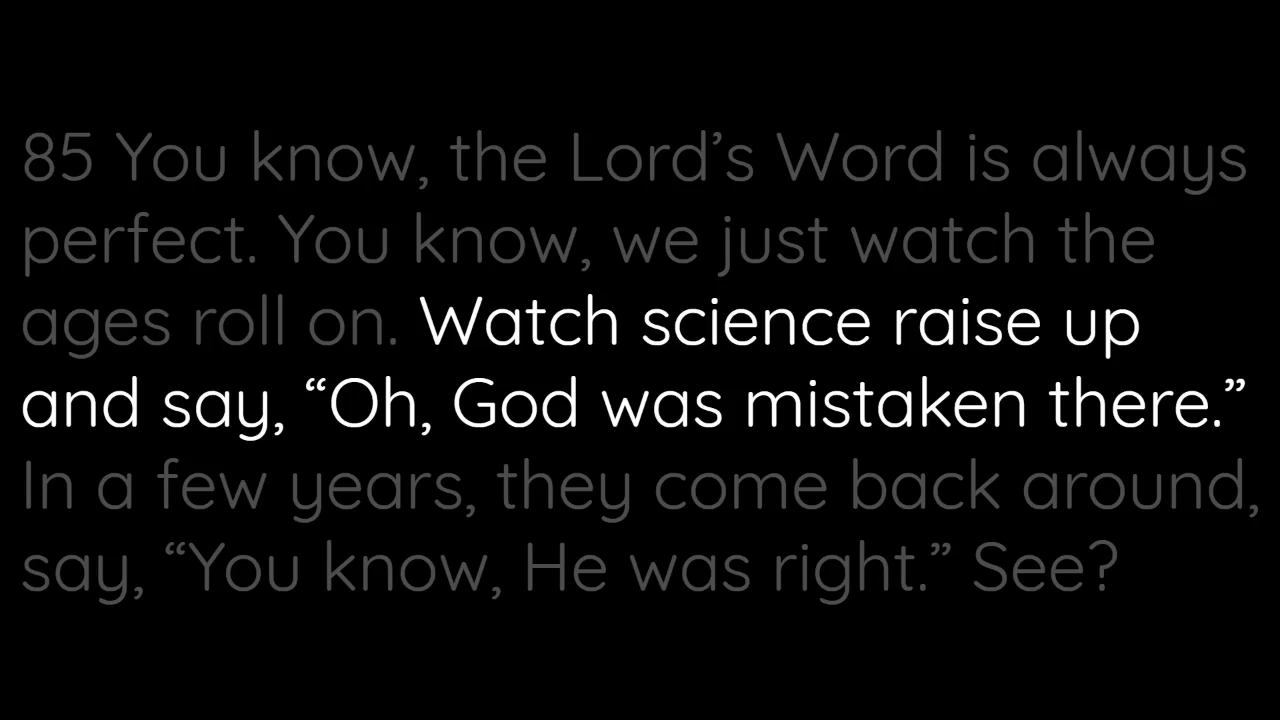 85 You know, the Lord’s Word is always
perfect. You know, we just watch the
ages roll on. Watch science raise up
and say, “Oh, God was mistaken there.”
In a few years, they come back around,
say, “You know, He was right.” See?